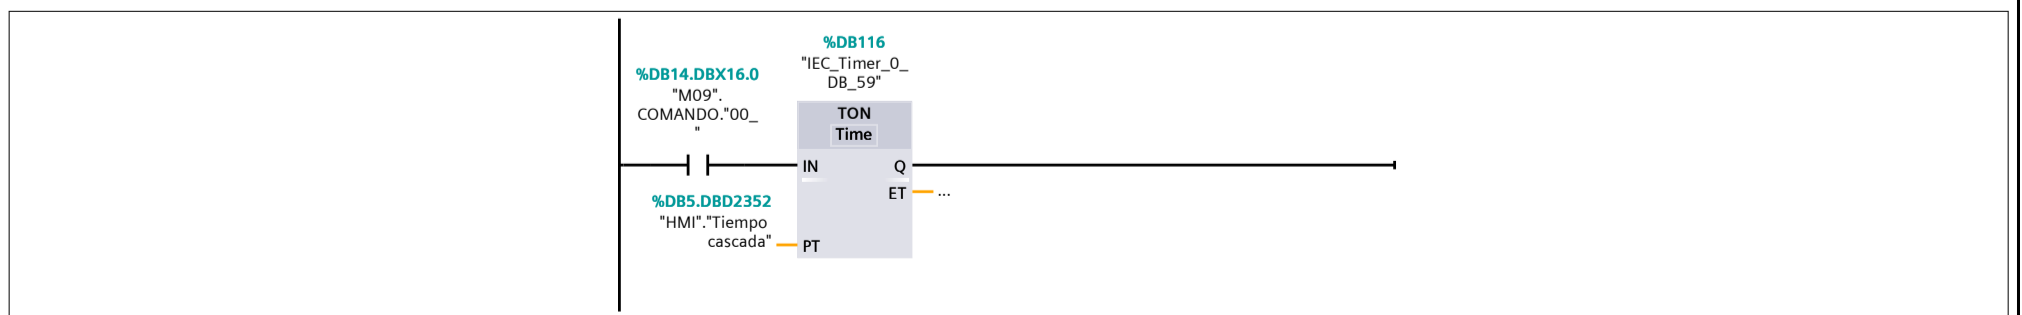 %DB116
"IEC_Timer_0_
DB_59"
%DB14.DBX16.0
"M09".
COMANDO."00_
"
TON
Time
IN
Q
ET
...
%DB5.DBD2352
"HMI"."Tiempo
cascada"
PT